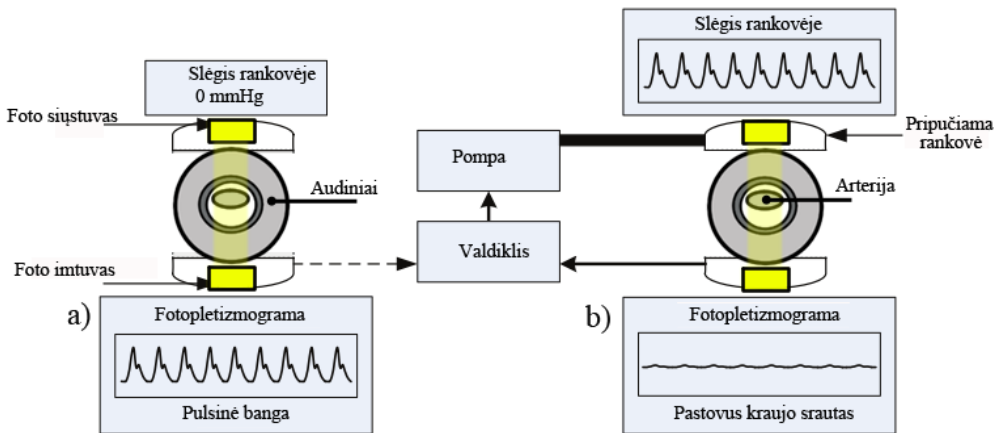 Slėgis rankovėje
Slėgis rankovėje
0 mmHg
Foto siųstuvas
Pripučiama
rankovė
Pompa
Audiniai
Arterija
Valdiklis
Foto imtuvas
a)
b)
Fotopletizmograma
Fotopletizmograma
Pulsinė banga
Pastovus kraujo srautas